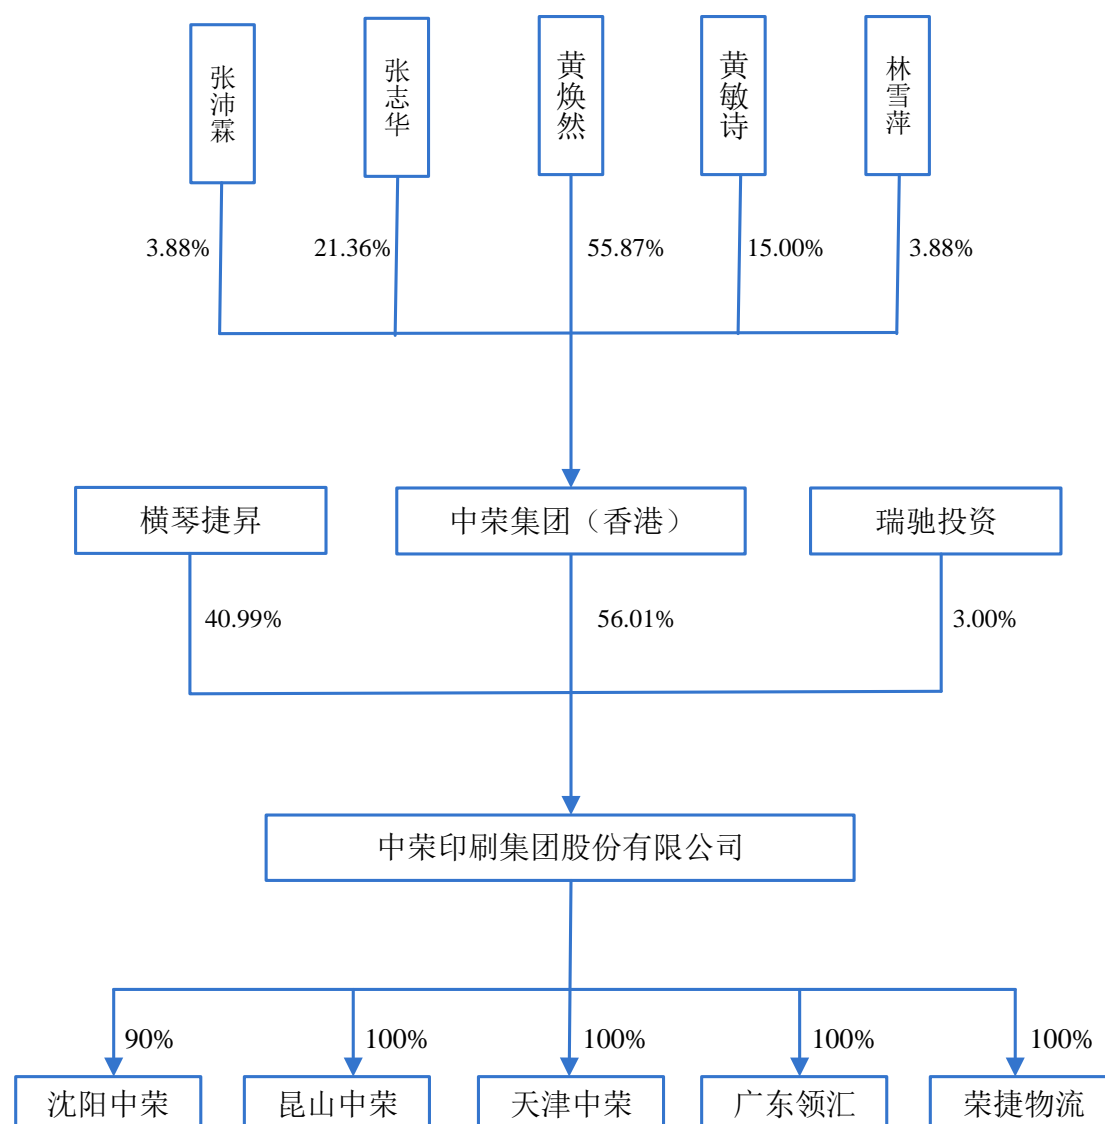 张沛霖
张志华
黄焕然
黄敏诗
林雪萍
3.88%
21.36%
55.87%
15.00%
3.88%
横琴捷昇
中荣集团（香港）
瑞驰投资
40.99%
56.01%
3.00%
中荣印刷集团股份有限公司
90%
100%
100%
100%
100%
沈阳中荣
昆山中荣
天津中荣
广东领汇
荣捷物流